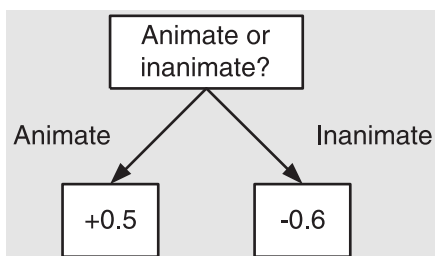 Animate or
inanimate?
Animate
Inanimate
+0.5
-0.6